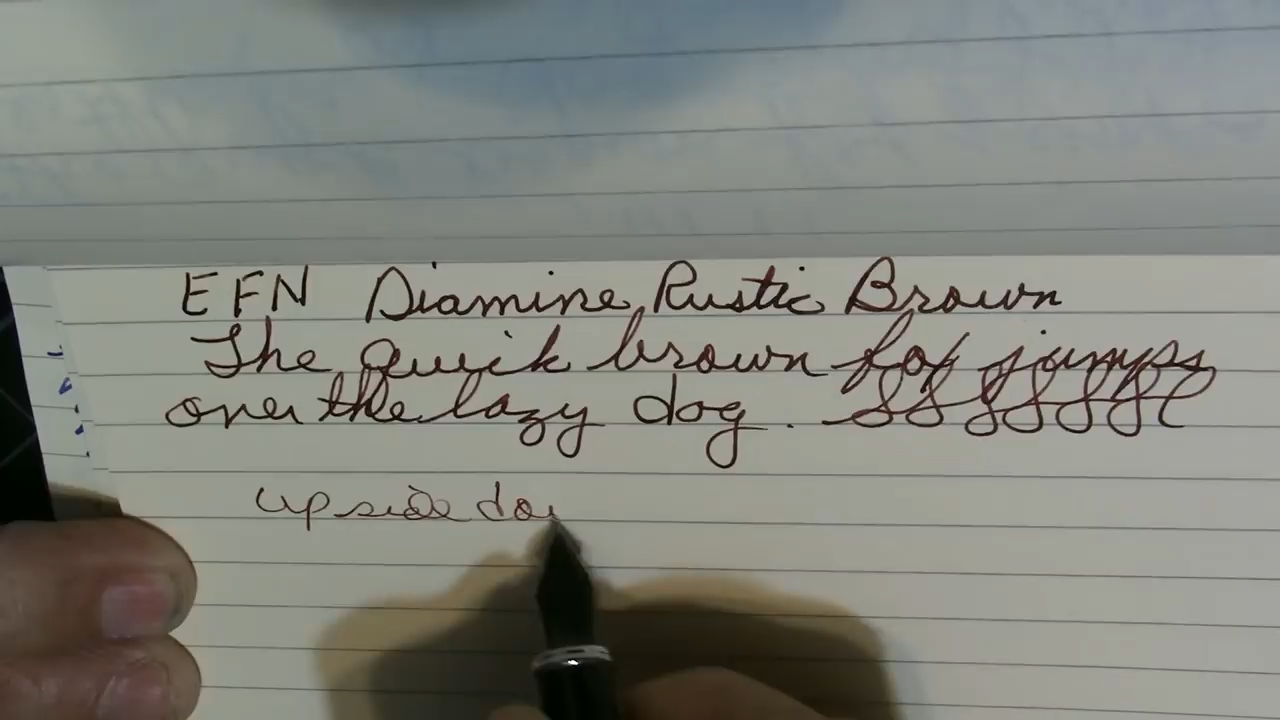 EFN Diamine Rustic Brown
The quick brown fox jumps
over the lazy dog.
upside do